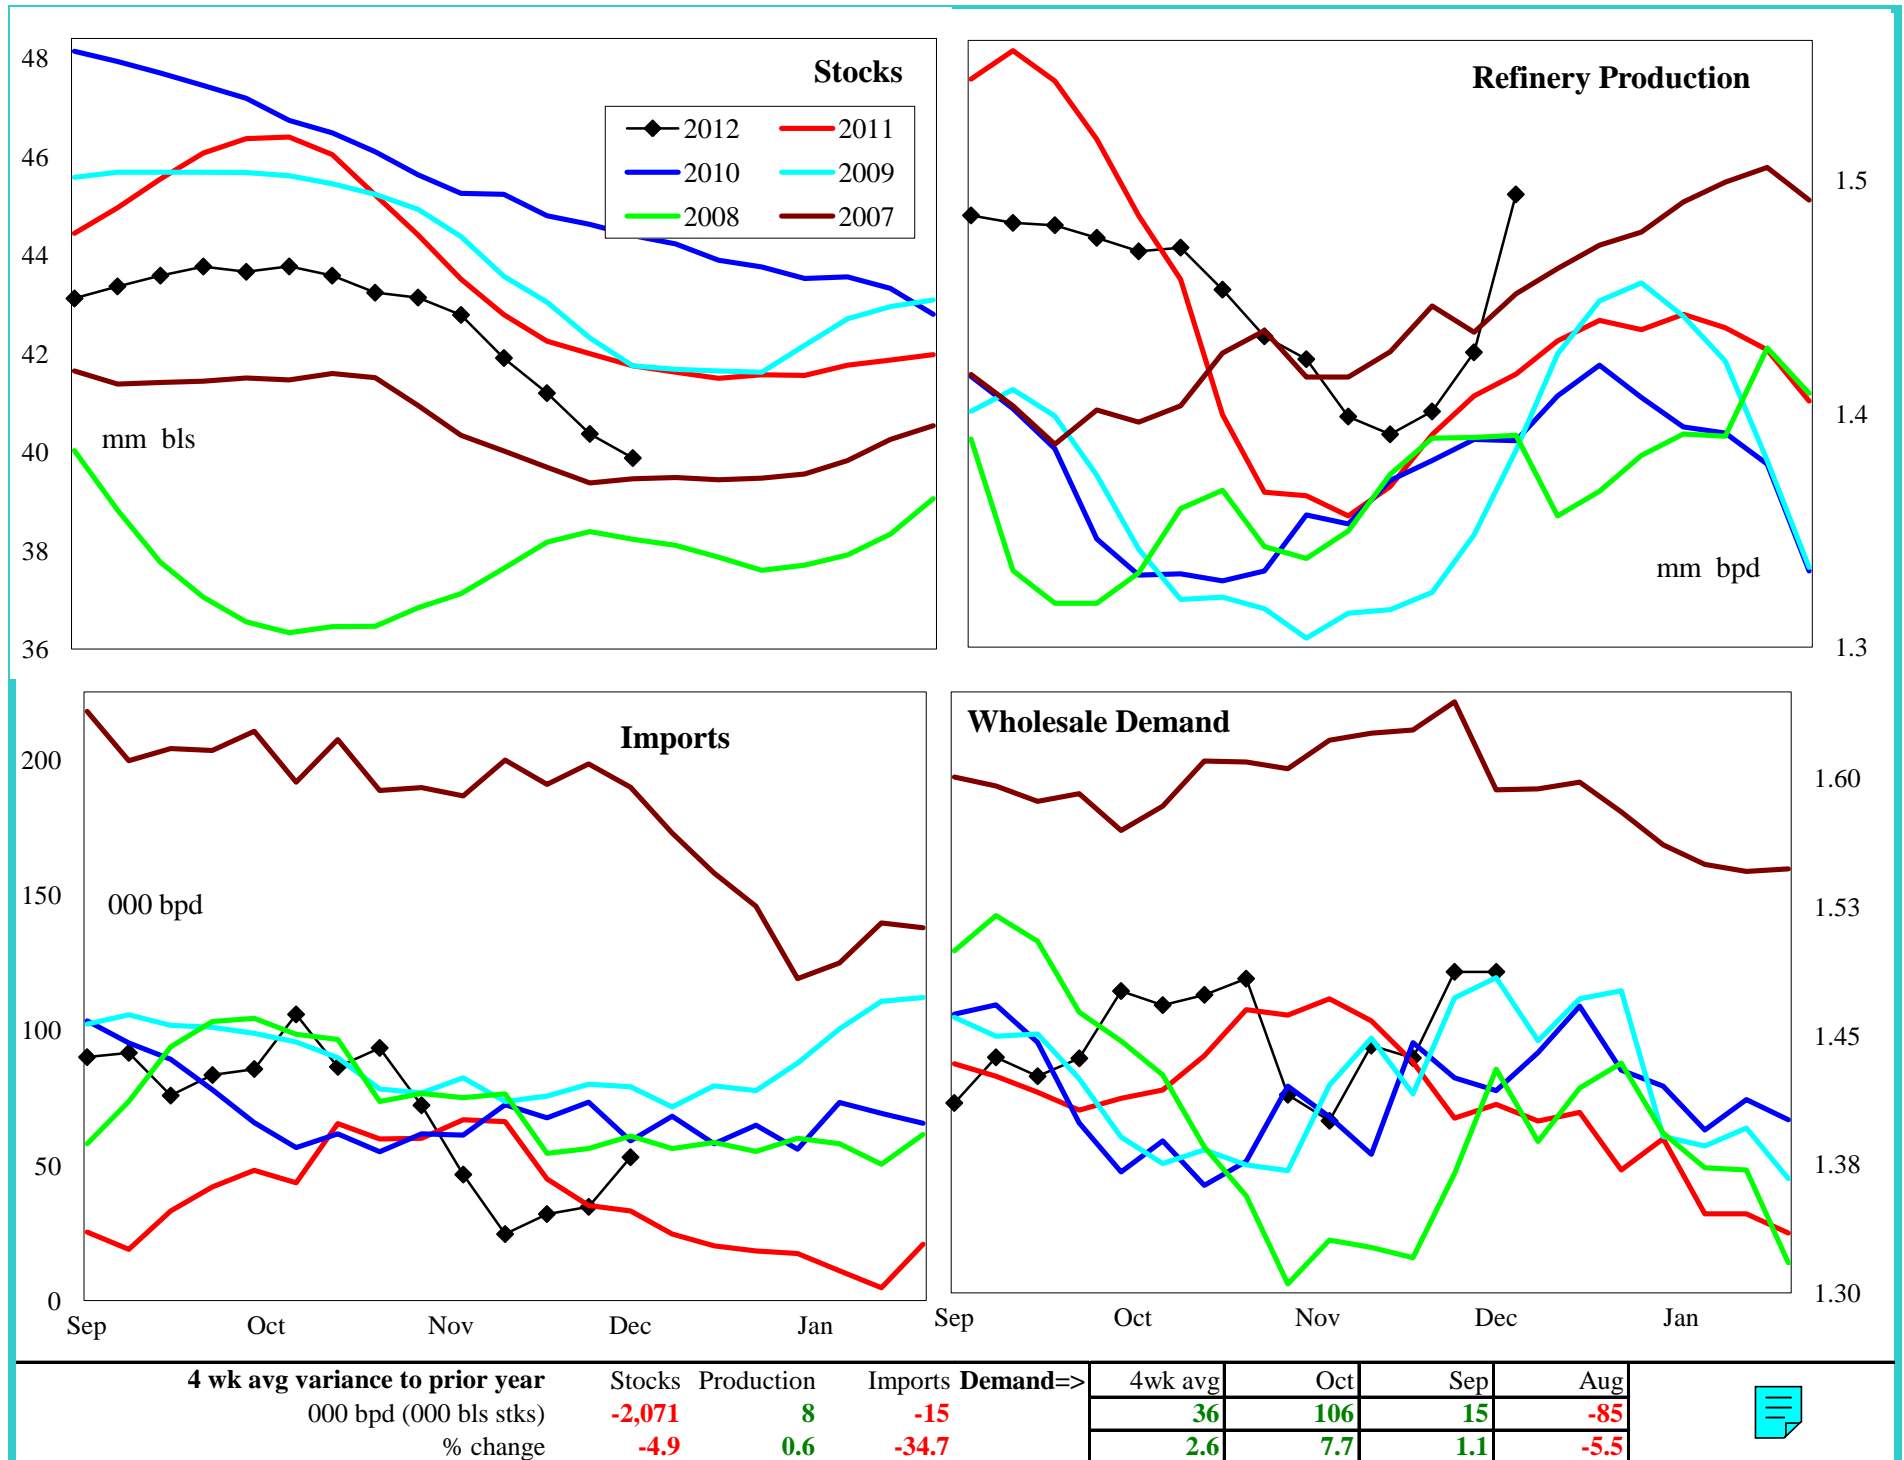 Stocks
48
46
44
42
40
38
36
2012 2011
2010 2009
2008 2007
mm bls
Refinery Production
1.5
1.4
1.3
mm bpd
Imports
200
150
100
50
0
000 bpd
Sep Oct Nov Dec Jan
Wholesale Demand
1.60
1.53
1.45
1.38
1.30
Sep Oct Nov Dec Jan
4 wk avg variance to prior year Stocks Production Imports Demand=> 4wk avg Oct Sep Aug
000 bpd (000 bls stks) -2,071 8 -15 36 106 15 -85
% change -4.9 0.6 -34.7 2.6 7.7 1.1 -5.5